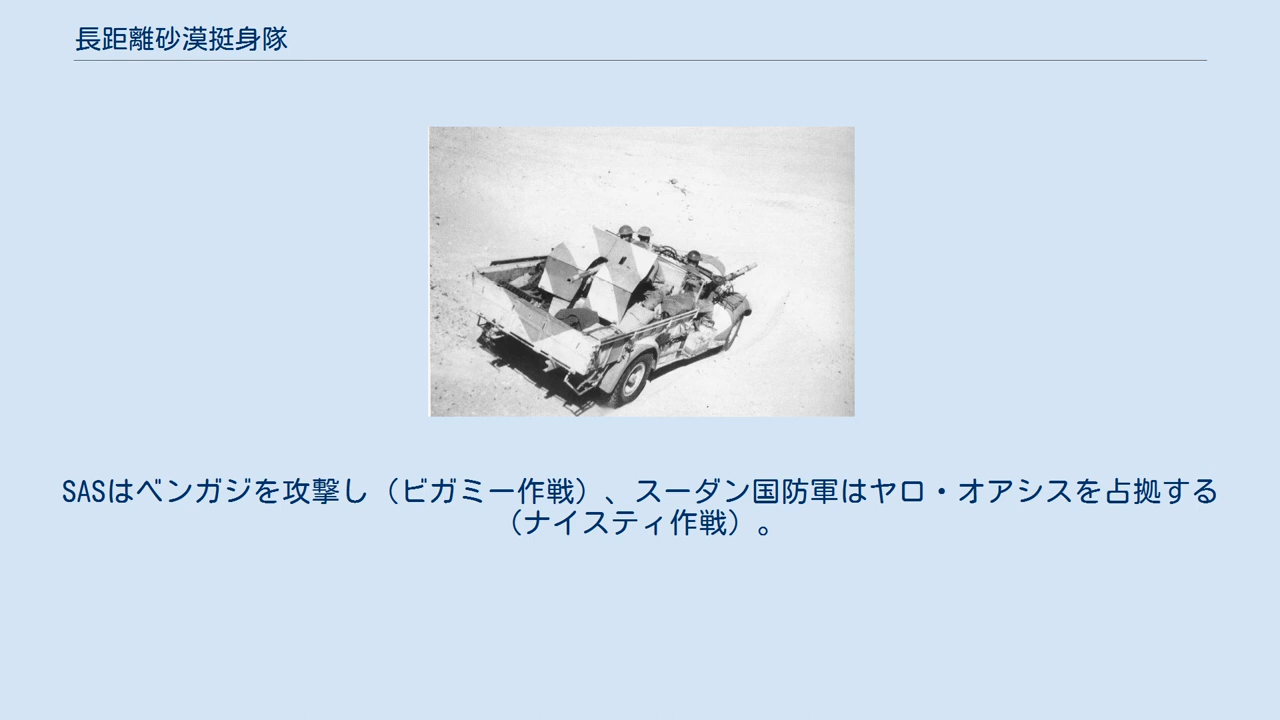 長距離砂漠挺身隊
SASはベンガジを攻撃し（ビガミー作戦）、スーダン国防軍はヤロ・オアシスを占拠する
（ナイスティ作戦）。